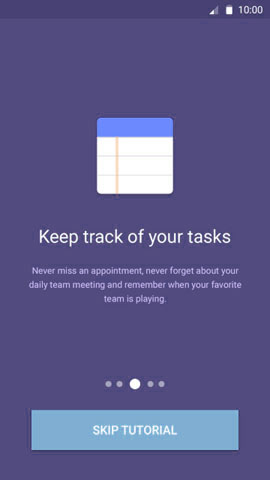 10:00
Keep track of your tasks
Never miss an appointment, never forget about your
daily team meeting and remember when your favorite
team is playing.
SKIP TUTORIAL